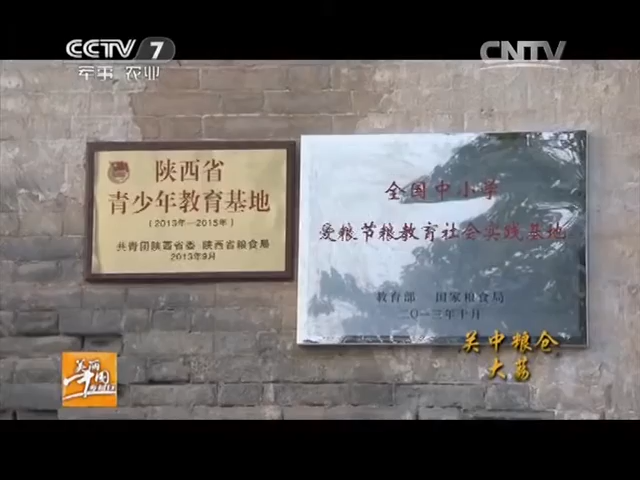 CCTV 7
军事 农业
CNTV
陕西省
青少年教育基地
(2013年—2015年)
共青团陕西省委 陕西省粮食局
2013年9月
全国中小学
爱粮节粮教育社会实践基地
教育部 国家粮食局
二〇一三年十月
关中粮仓
大荔
美丽
中国